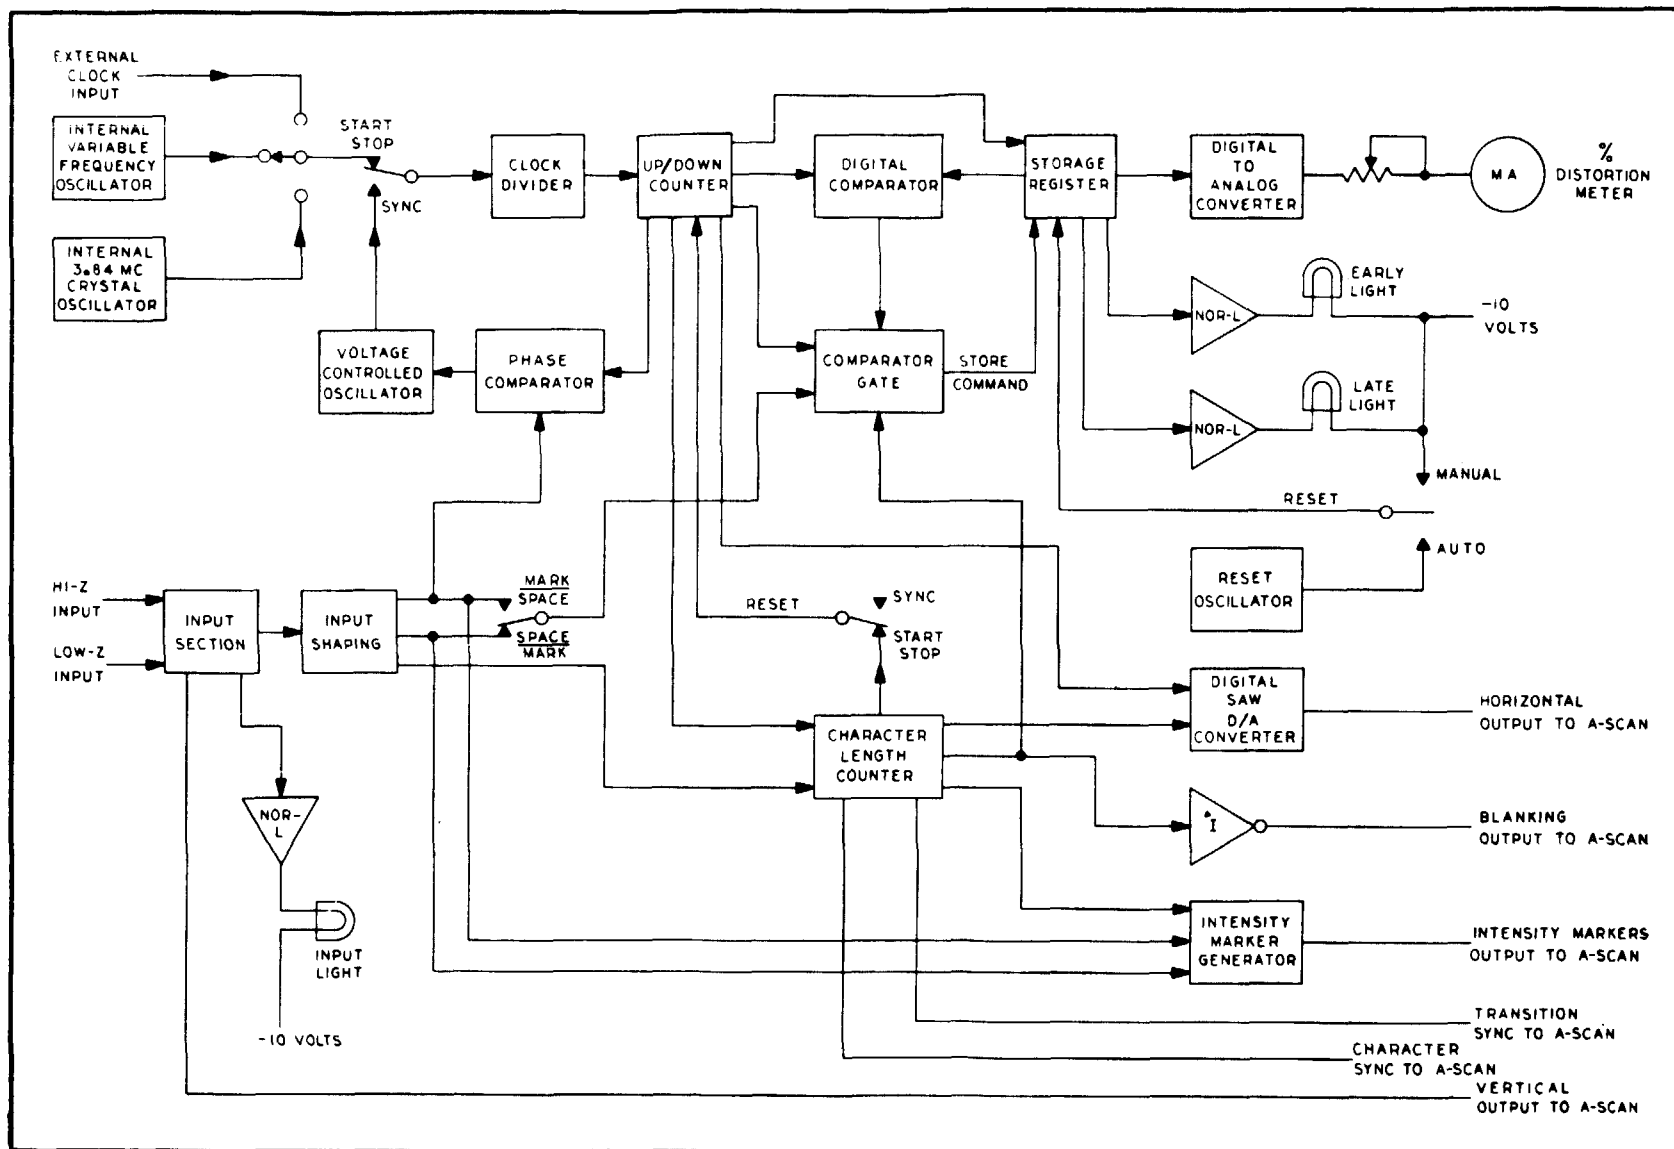 EXTERNAL
CLOCK
INPUT
INTERNAL
VARIABLE
FREQUENCY
OSCILLATOR
INTERNAL
3.84 MC
CRYSTAL
OSCILLATOR
START
STOP
SYNC
CLOCK
DIVIDER
UP/DOWN
COUNTER
DIGITAL
COMPARATOR
STORAGE
REGISTER
DIGITAL
TO
ANALOG
CONVERTER
MA
%
DISTORTION
METER
VOLTAGE
CONTROLLED
OSCILLATOR
PHASE
COMPARATOR
COMPARATOR
GATE
STORE
COMMAND
NOR-L
EARLY
LIGHT
-10
VOLTS
NOR-L
LATE
LIGHT
MANUAL
RESET
AUTO
RESET
OSCILLATOR
HI-Z
INPUT
LOW-Z
INPUT
INPUT
SECTION
INPUT
SHAPING
MARK
SPACE
SPACE
MARK
RESET
SYNC
START
STOP
CHARACTER
LENGTH
COUNTER
DIGITAL
SAW
D/A
CONVERTER
HORIZONTAL
OUTPUT TO A-SCAN
NOR-
L
INPUT
LIGHT
-10 VOLTS
I
BLANKING
OUTPUT TO A-SCAN
INTENSITY
MARKER
GENERATOR
INTENSITY MARKERS
OUTPUT TO A-SCAN
TRANSITION
SYNC TO A-SCAN
CHARACTER
SYNC TO A-SCAN
VERTICAL
OUTPUT TO A-SCAN